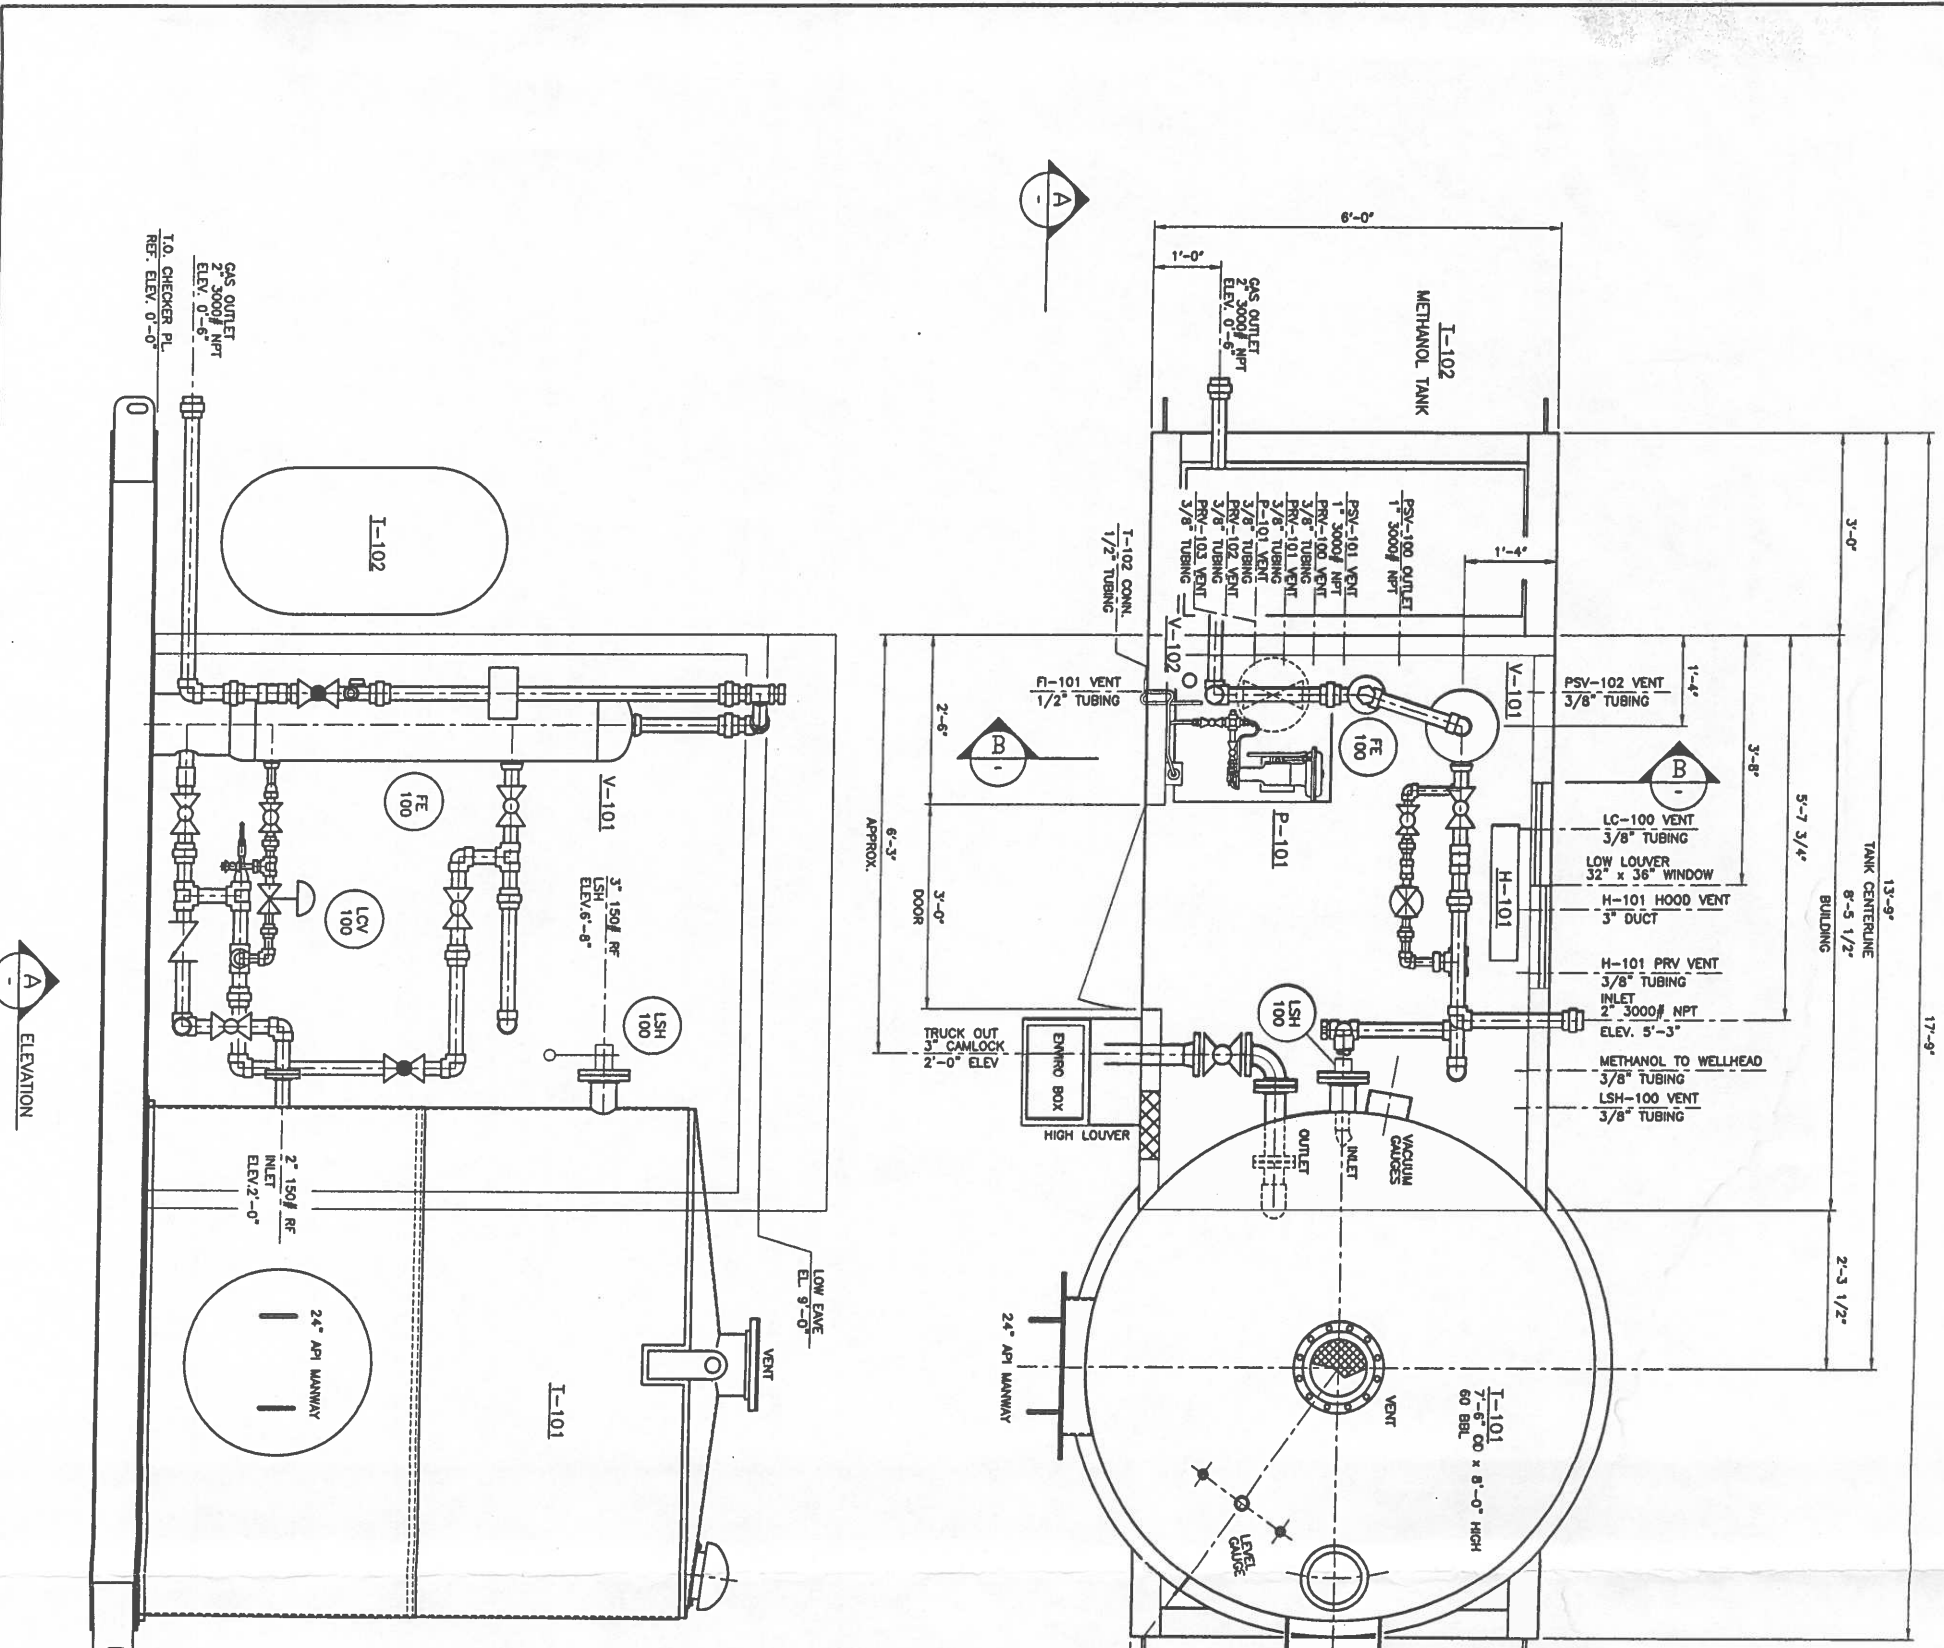 6'-0"
1'-0"
GAS OUTLET
2" 3000# NPT
ELEV. 0'-6"
T-102
METHANOL TANK
A
-
PSV-100 OUTLET
1" 3000# NPT
PSV-101 VENT
1" 3000# NPT
PRV-100 VENT
3/8" TUBING
PRV-101 VENT
3/8" TUBING
P-101 VENT
3/8" TUBING
PRV-102 VENT
3/8" TUBING
PRV-103 VENT
3/8" TUBING
T-102 CONN.
1/2" TUBING
1'-4"
3'-0"
13'-9"
TANK CENTERLINE
8'-5 1/2"
BUILDING
17'-9"
5'-7 3/4"
3'-8"
1'-4"
2'-3 1/2"
V-102
V-101
FI-101 VENT
1/2" TUBING
PSV-102 VENT
3/8" TUBING
FE
100
B
-
B
-
P-101
H-101
LC-100 VENT
3/8" TUBING
LOW LOUVER
32" x 36" WINDOW
H-101 HOOD VENT
3" DUCT
H-101 PRV VENT
3/8" TUBING
INLET
2" 3000# NPT
ELEV. 5'-3"
METHANOL TO WELLHEAD
3/8" TUBING
LSH-100 VENT
3/8" TUBING
2'-6"
3'-0"
DOOR
6'-3"
APPROX.
TRUCK OUT
3" CAMLOCK
2'-0" ELEV
ENVIRO BOX
HIGH LOUVER
LSH
100
OUTLET
INLET
VACUUM
GAUGES
24" API MANWAY
VENT
T-101
7'-6" OD x 8'-0" HIGH
60 BBL
LEVEL
GAUGE
GAS OUTLET
2" 3000# NPT
ELEV. 0'-6"
T.O. CHECKER PL.
REF. ELEV. 0'-0"
T-102
V-101
FE
100
LCV
100
3" 150# RF
LSH
ELEV.6'-8"
LSH
100
2" 150# RF
INLET
ELEV.2'-0"
LOW EAVE
EL 9'-0"
VENT
24" API MANWAY
T-101
A
-
ELEVATION